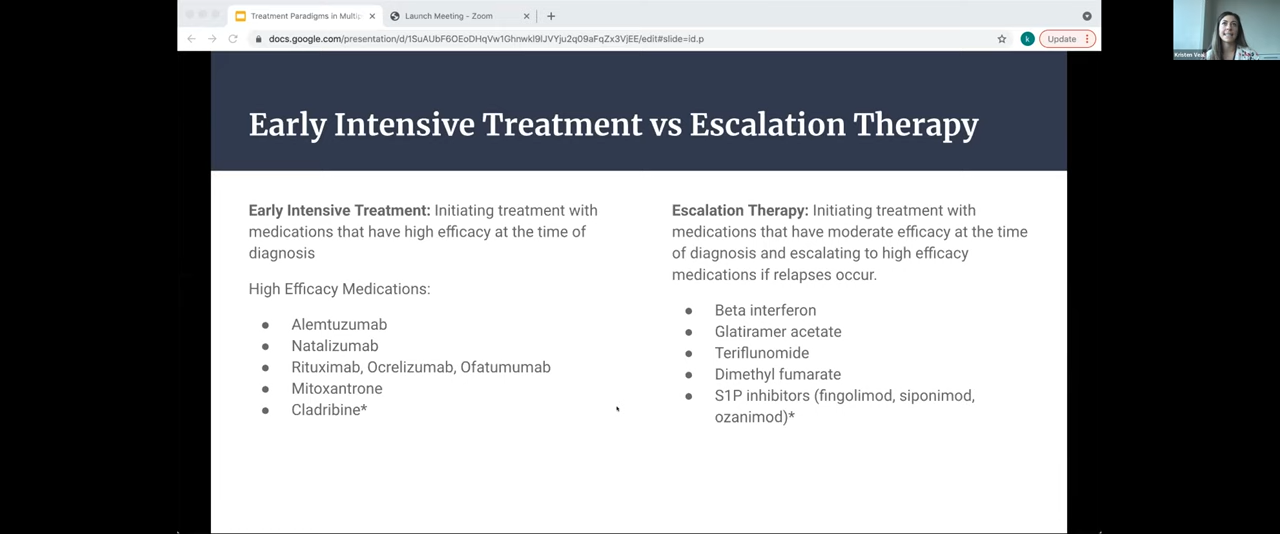 Treatment Paradigms in Multip
Launch Meeting - Zoom
docs.google.com/presentation/d/1SuAUbF6OEoDHqVw1Ghnwkl9lJVYju2q09aFqZx3VjEE/edit#slide=id.p
k
Update
Kristen Veal
Early Intensive Treatment vs Escalation Therapy
Early Intensive Treatment: Initiating treatment with
medications that have high efficacy at the time of
diagnosis
High Efficacy Medications:
● Alemtuzumab
● Natalizumab
● Rituximab, Ocrelizumab, Ofatumumab
● Mitoxantrone
● Cladribine*
Escalation Therapy: Initiating treatment with
medications that have moderate efficacy at the time
of diagnosis and escalating to high efficacy
medications if relapses occur.
● Beta interferon
● Glatiramer acetate
● Teriflunomide
● Dimethyl fumarate
● S1P inhibitors (fingolimod, siponimod,
ozanimod)*